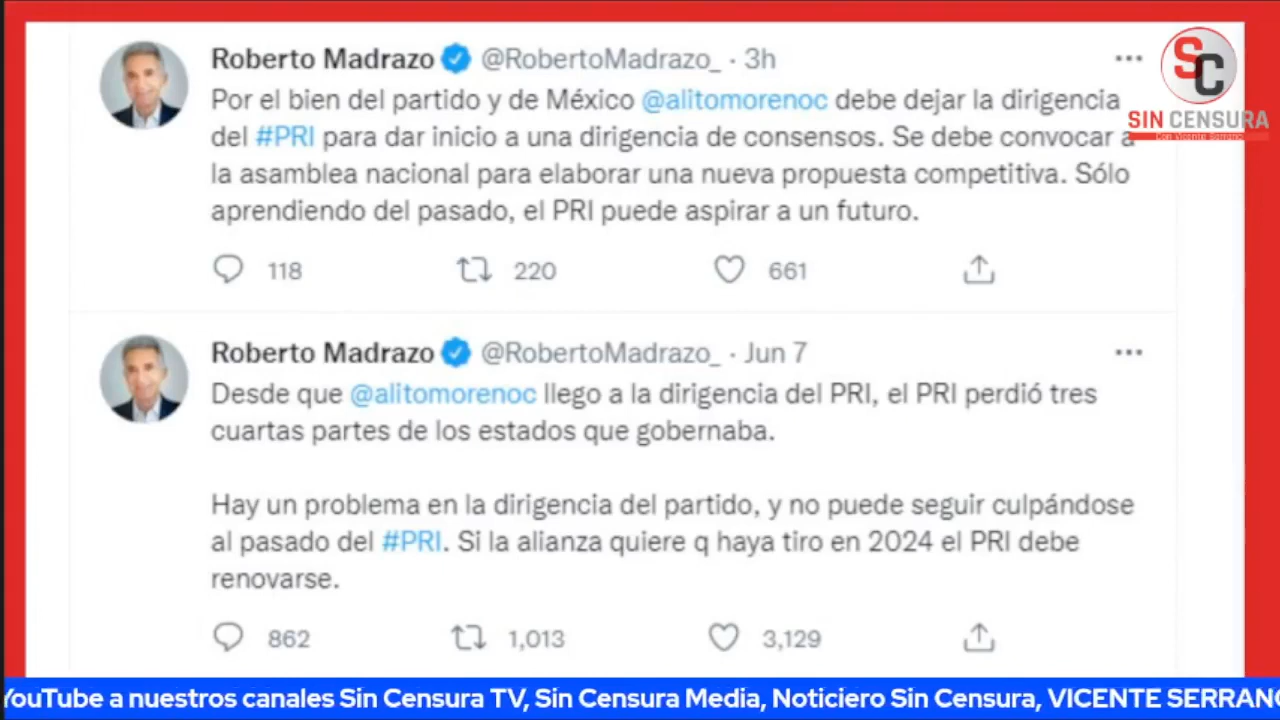 Roberto Madrazo @RobertoMadrazo_ · 3h
Por el bien del partido y de México @alitomorenoc debe dejar la dirigencia
del #PRI para dar inicio a una dirigencia de consensos. Se debe convocar a
la asamblea nacional para elaborar una nueva propuesta competitiva. Sólo
aprendiendo del pasado, el PRI puede aspirar a un futuro.
118 220 661
SC
SIN CENSURA
Con Vicente Serrano
Roberto Madrazo @RobertoMadrazo_ · Jun 7
Desde que @alitomorenoc llego a la dirigencia del PRI, el PRI perdió tres
cuartas partes de los estados que gobernaba.
Hay un problema en la dirigencia del partido, y no puede seguir culpándose
al pasado del #PRI. Si la alianza quiere q haya tiro en 2024 el PRI debe
renovarse.
862 1,013 3,129
YouTube a nuestros canales Sin Censura TV, Sin Censura Media, Noticiero Sin Censura, VICENTE SERRANO